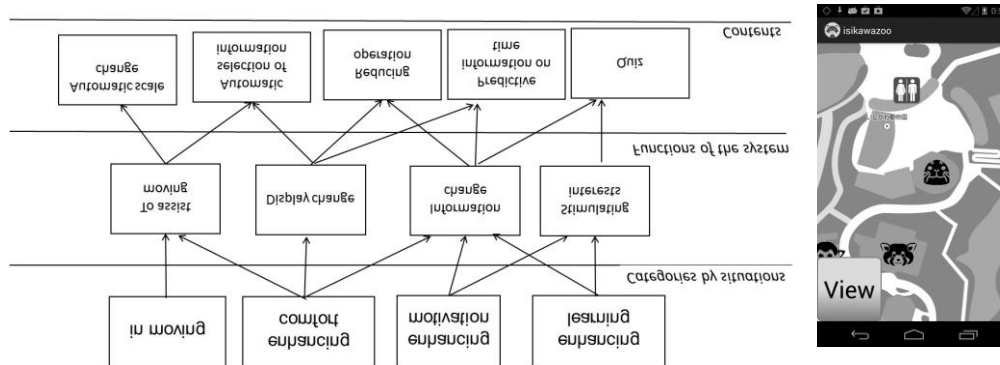 in moving
enhancing
comfort
enhancing
motivation
enhancing
learning
Categories by situations
To assist
moving
Display change
Information
change
Stimulating
interests
Functions of the system
Automatic scale
change
Automatic
selection of
information
Reducing
operation
Predictive
information on
time
Quiz
Contents
isikawazoo
View